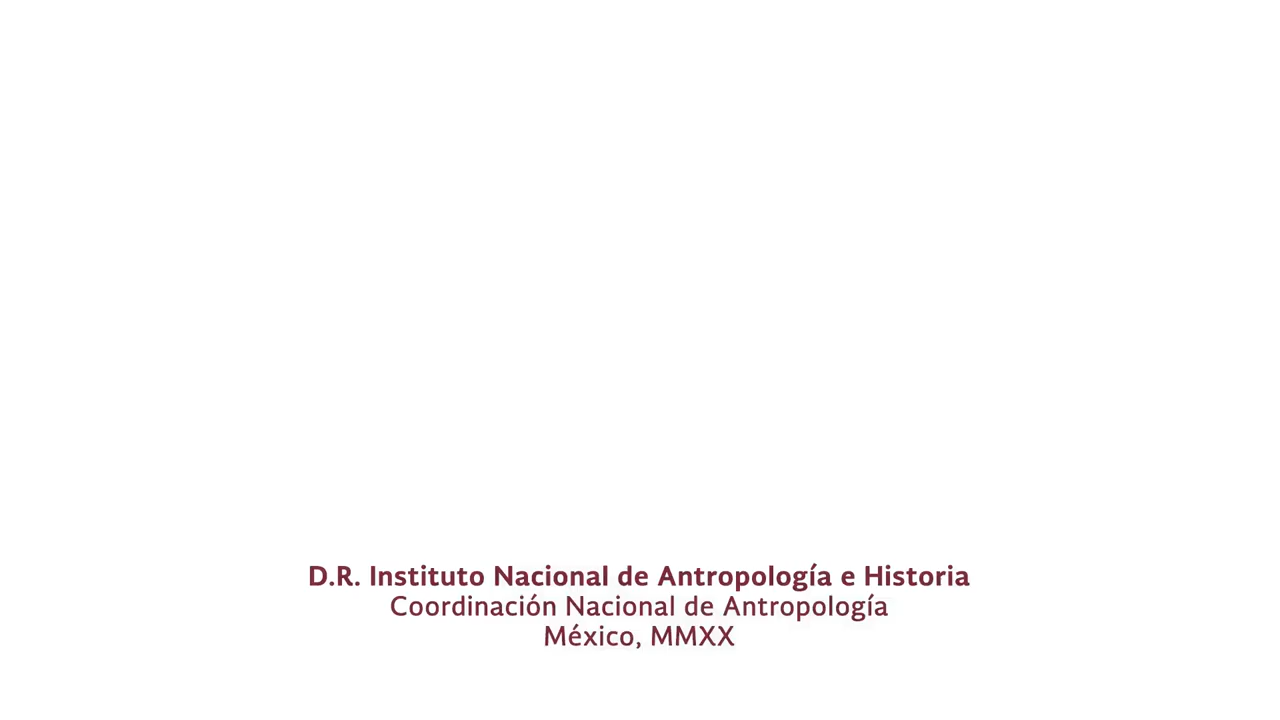 D.R. Instituto Nacional de Antropología e Historia
Coordinación Nacional de Antropología
México, MMXX